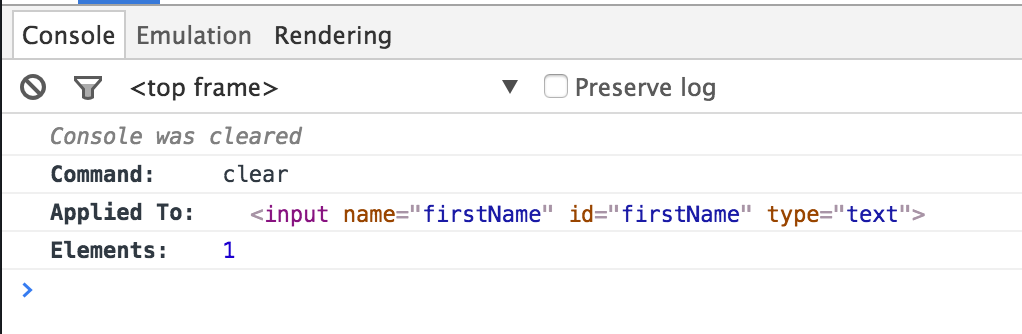 Console Emulation Rendering
<top frame> ▼ Preserve log
Console was cleared
Command: clear
Applied To: <input name="firstName" id="firstName" type="text">
Elements: 1
>